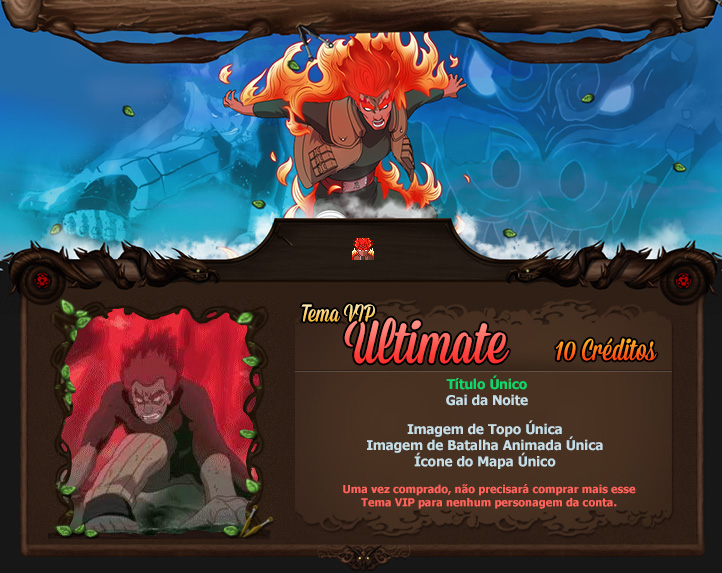 Tema VIP
Ultimate
10 Créditos
Título Único
Gai da Noite
Imagem de Topo Única
Imagem de Batalha Animada Única
Ícone do Mapa Único
Uma vez comprado, não precisará comprar mais esse
Tema VIP para nenhum personagem da conta.